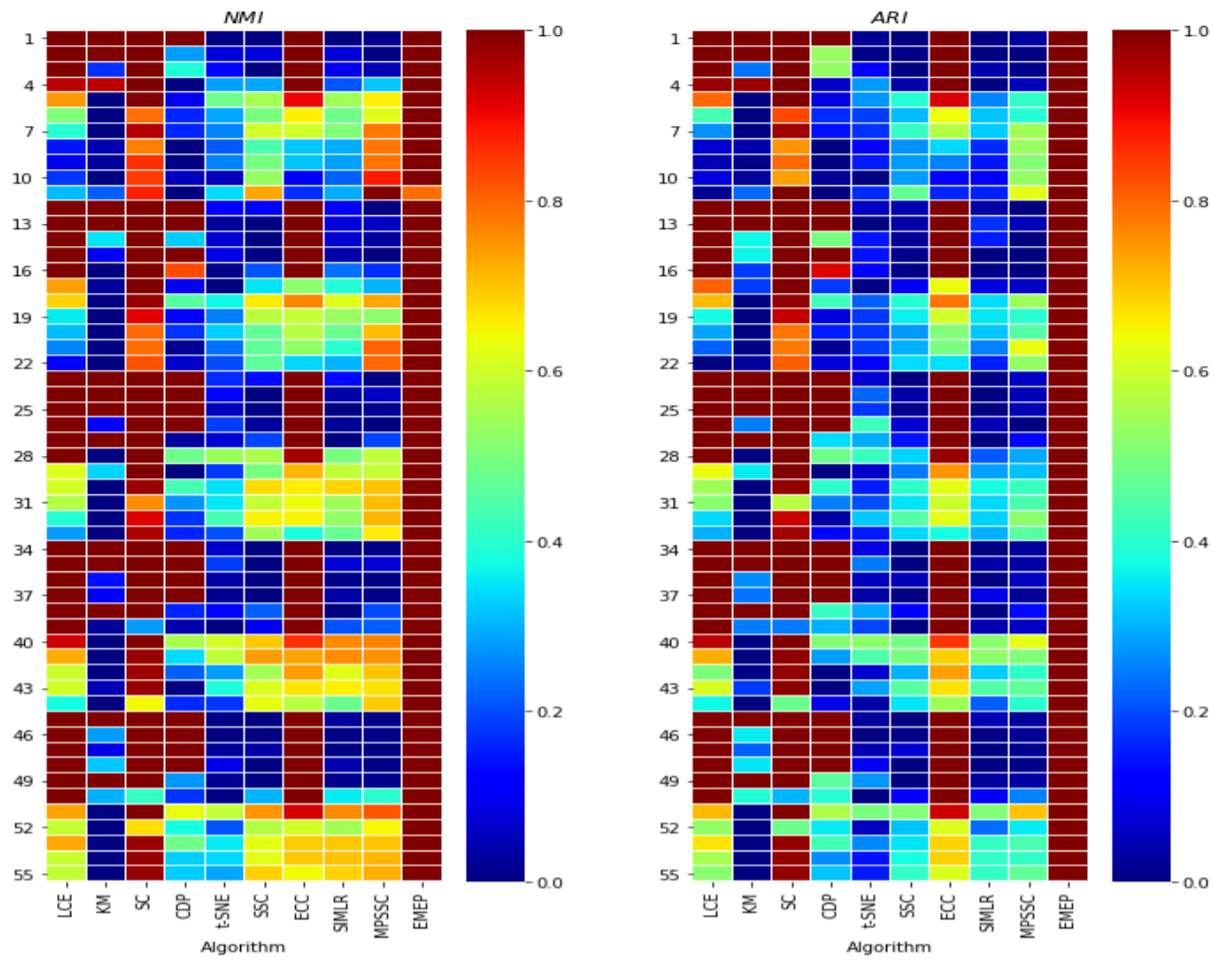 NMI
1
4
7
10
13
16
19
22
25
28
31
34
37
40
43
46
49
52
55
LCE
KM
SC
CDP
t-SNE
SSC
ECC
SIMLR
MPSSC
EMEP
Algorithm
1.0
0.8
0.6
0.4
0.2
0.0
ARI
1
4
7
10
13
16
19
22
25
28
31
34
37
40
43
46
49
52
55
LCE
KM
SC
CDP
t-SNE
SSC
ECC
SIMLR
MPSSC
EMEP
Algorithm
1.0
0.8
0.6
0.4
0.2
0.0